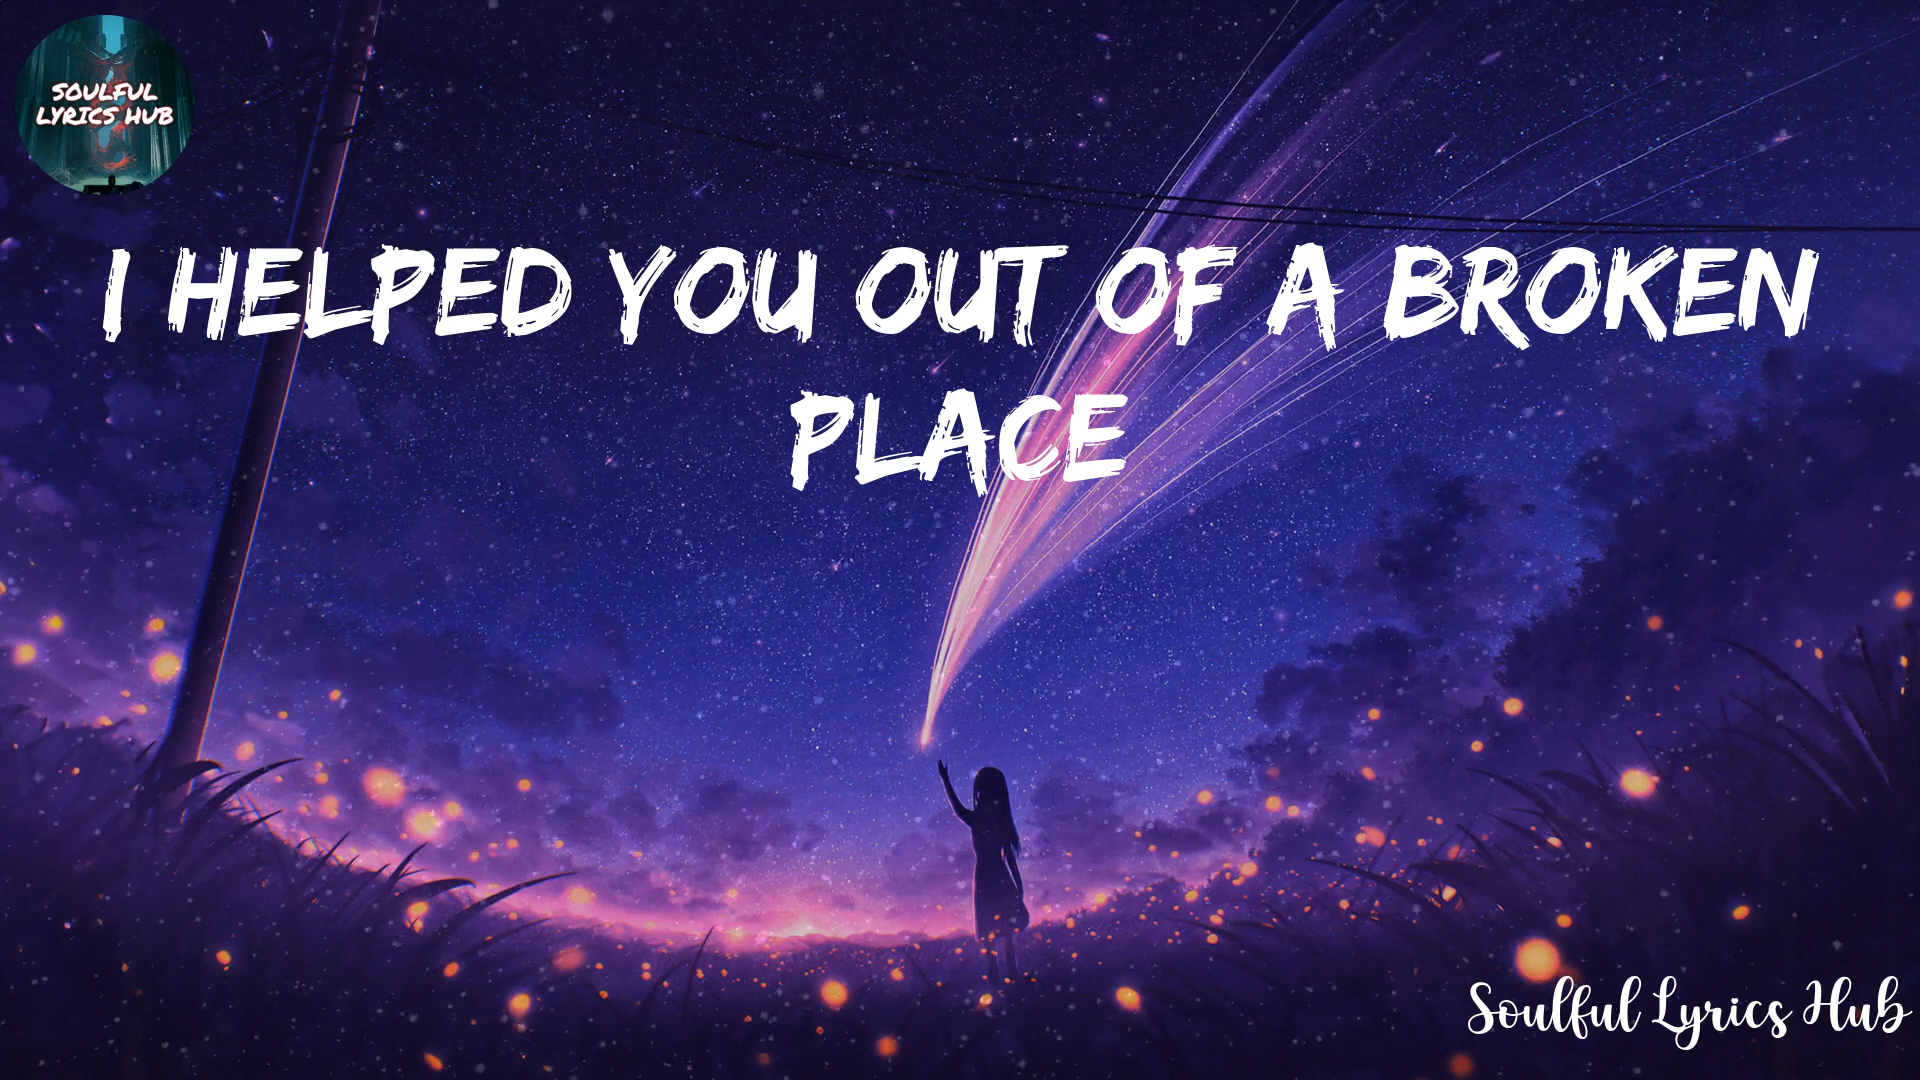 SOULFUL
LYRICS HUB
I HELPED YOU OUT OF A BROKEN
PLACE
Soulful Lyrics Hub